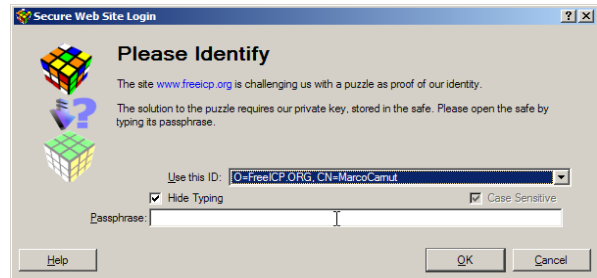 Secure Web Site Login
Please Identify
The site www.freeicp.org is challenging us with a puzzle as proof of our identity.
The solution to the puzzle requires our private key, stored in the safe. Please open the safe by
typing its passphrase.
Use this ID: O=FreeICP.ORG, CN=MarcoCarnut
Hide Typing Case Sensitive
Passphrase:
Help OK Cancel